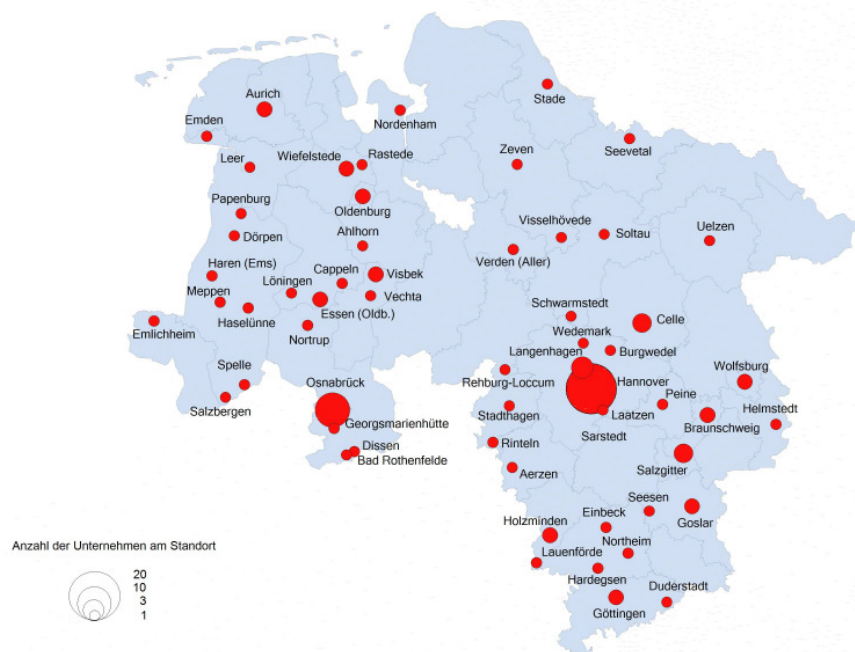 Stade
Aurich
Emden
Nordenham
Zeven
Seevetal
Leer
Wiefelstede
Rastede
Papenburg
Oldenburg
Visselhövede
Soltau
Uelzen
Dörpen
Ahlhorn
Verden (Aller)
Haren (Ems)
Löningen
Cappeln
Visbek
Meppen
Vechta
Essen (Oldb.)
Schwarmstedt
Celle
Emlichheim
Haselünne
Nortrup
Wedemark
Langenhagen
Burgwedel
Spelle
Wolfsburg
Osnabrück
Rehburg-Loccum
Hannover
Peine
Helmstedt
Salzbergen
Stadthagen
Laatzen
Georgsmarienhütte
Braunschweig
Sarstedt
Dissen
Rinteln
Bad Rothenfelde
Salzgitter
Aerzen
Seesen
Einbeck
Goslar
Holzminden
Northeim
Lauenförde
Hardegsen
Duderstadt
Göttingen
Anzahl der Unternehmen am Standort
20
10
3
1